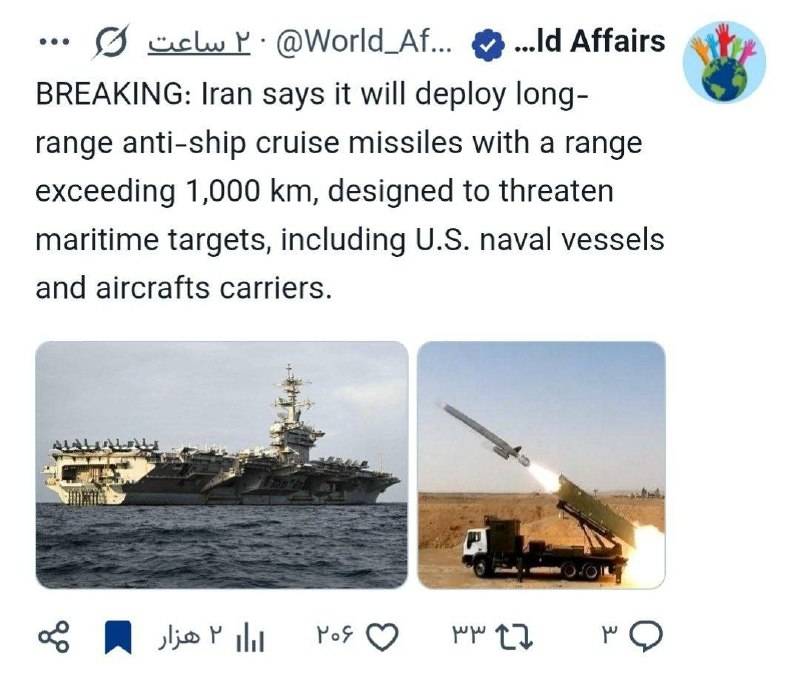 ...ld Affairs @World_Af... · ۲ ساعت
BREAKING: Iran says it will deploy long-
range anti-ship cruise missiles with a range
exceeding 1,000 km, designed to threaten
maritime targets, including U.S. naval vessels
and aircrafts carriers.
۳ ۳۳ ۲۰۶ ۲ هزار